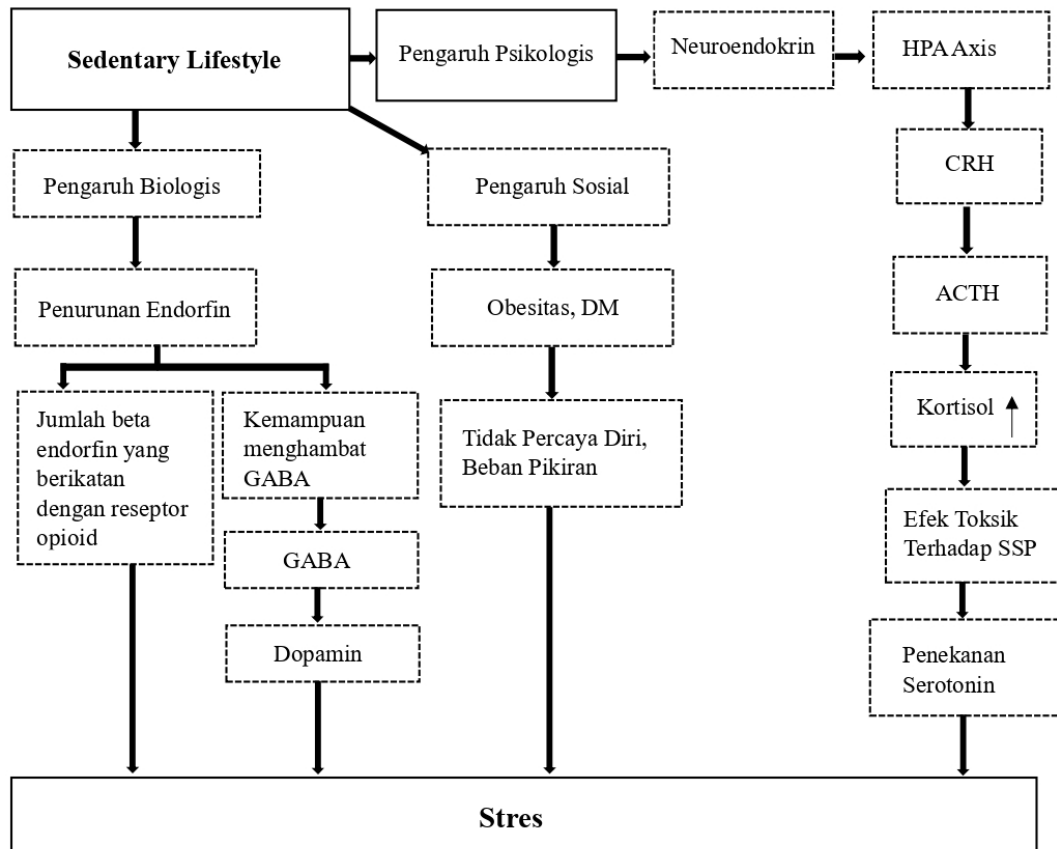 Sedentary Lifestyle
Pengaruh Psikologis
Neuroendokrin
HPA Axis
CRH
ACTH
Kortisol
Efek Toksik
Terhadap SSP
Penekanan
Serotonin
Pengaruh Biologis
Penurunan Endorfin
Jumlah beta
endorfin yang
berikatan
dengan reseptor
opioid
Kemampuan
menghambat
GABA
GABA
Dopamin
Pengaruh Sosial
Obesitas, DM
Tidak Percaya Diri,
Beban Pikiran
Stres